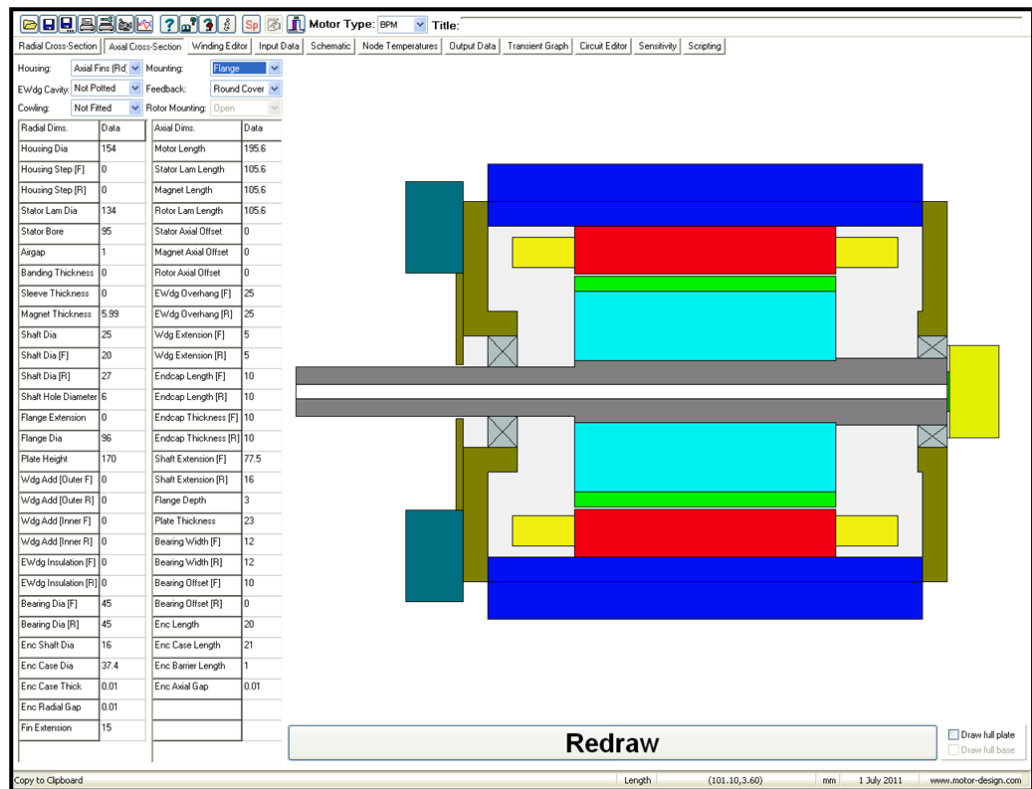 Sp Motor Type: BPM Title:
Radial Cross-Section Axial Cross-Section Winding Editor Input Data Schematic Node Temperatures Output Data Transient Graph Circuit Editor Sensitivity Scripting
Housing: Axial Fins (Rd Mounting: Flange
EWdg Cavity: Not Potted Feedback: Round Cover
Cowling: Not Fitted Rotor Mounting: Open
Radial Dims. Data Axial Dims. Data
Housing Dia 154 Motor Length 195.6
Housing Step [F] 0 Stator Lam Length 105.6
Housing Step [R] 0 Magnet Length 105.6
Stator Lam Dia 134 Rotor Lam Length 105.6
Stator Bore 95 Stator Axial Offset 0
Airgap 1 Magnet Axial Offset 0
Banding Thickness 0 Rotor Axial Offset 0
Sleeve Thickness 0 EWdg Overhang [F] 25
Magnet Thickness 5.99 EWdg Overhang [R] 25
Shaft Dia 25 Wdg Extension [F] 5
Shaft Dia [F] 20 Wdg Extension [R] 5
Shaft Dia [R] 27 Endcap Length [F] 10
Shaft Hole Diameter 6 Endcap Length [R] 10
Flange Extension 0 Endcap Thickness [F] 10
Flange Dia 96 Endcap Thickness [R] 10
Plate Height 170 Shaft Extension [F] 77.5
Wdg Add [Outer F] 0 Shaft Extension [R] 16
Wdg Add [Outer R] 0 Flange Depth 3
Wdg Add [Inner F] 0 Plate Thickness 23
Wdg Add [Inner R] 0 Bearing Width [F] 12
EWdg Insulation [F] 0 Bearing Width [R] 12
EWdg Insulation [R] 0 Bearing Offset [F] 10
Bearing Dia [F] 45 Bearing Offset [R] 0
Bearing Dia [R] 45 Enc Length 20
Enc Shaft Dia 16 Enc Case Length 21
Enc Case Dia 37.4 Enc Barrier Length 1
Enc Case Thick 0.01 Enc Axial Gap 0.01
Enc Radial Gap 0.01
Fin Extension 15
Redraw
Draw full plate
Draw full base
Copy to Clipboard Length (101.10,3.60) mm 1 July 2011 www.motor-design.com